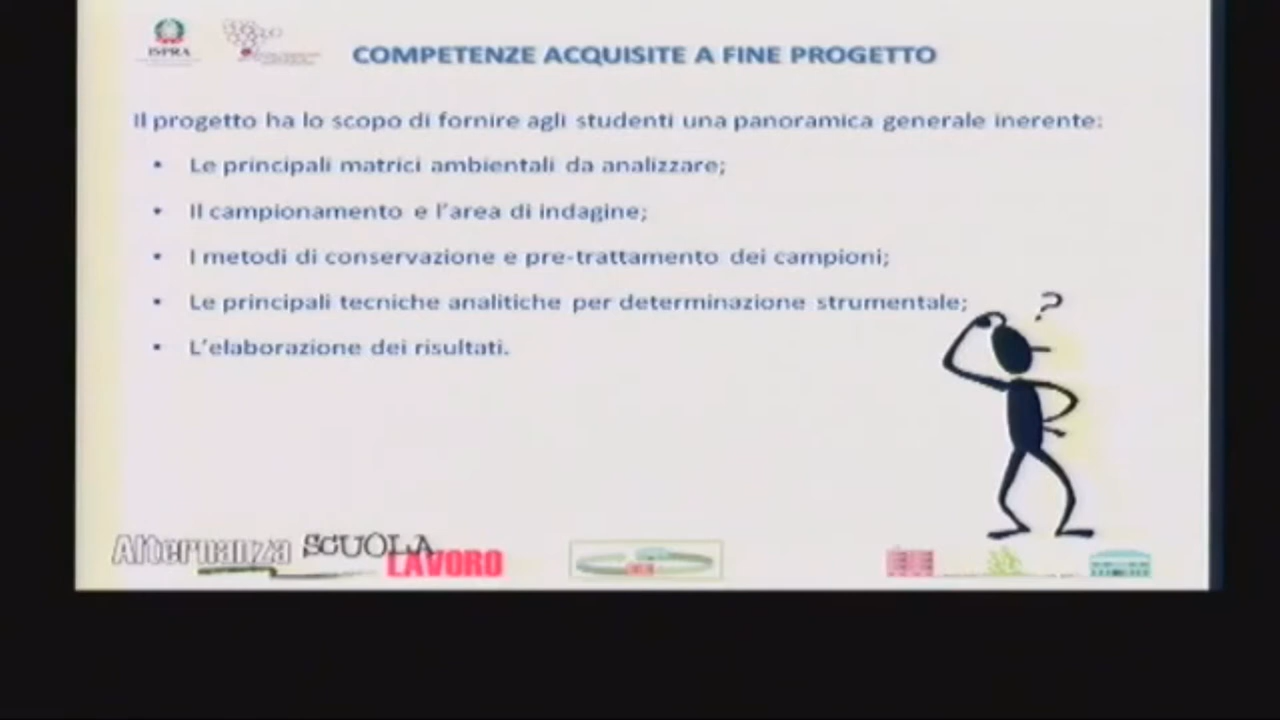 ISPRA
COMPETENZE ACQUISITE A FINE PROGETTO
Il progetto ha lo scopo di fornire agli studenti una panoramica generale inerente:
• Le principali matrici ambientali da analizzare;
• Il campionamento e l'area di indagine;
• I metodi di conservazione e pre-trattamento dei campioni;
• Le principali tecniche analitiche per determinazione strumentale;
?
• L'elaborazione dei risultati.
Alternanza SCUOLA
LAVORO